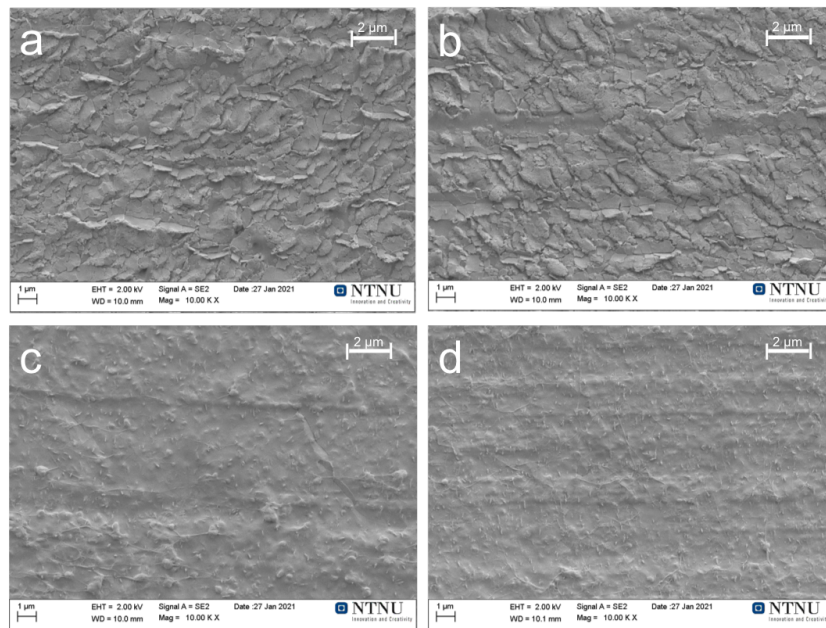 a
2 µm
1 µm
EHT = 2.00 kV Signal A = SE2 Date :27 Jan 2021
WD = 10.0 mm Mag = 10.00 K X
NTNU
Innovation and Creativity
b
2 µm
1 µm
EHT = 2.00 kV Signal A = SE2 Date :27 Jan 2021
WD = 10.0 mm Mag = 10.00 K X
NTNU
Innovation and Creativity
c
2 µm
1 µm
EHT = 2.00 kV Signal A = SE2 Date :27 Jan 2021
WD = 10.0 mm Mag = 10.00 K X
NTNU
Innovation and Creativity
d
2 µm
1 µm
EHT = 2.00 kV Signal A = SE2 Date :27 Jan 2021
WD = 10.1 mm Mag = 10.00 K X
NTNU
Innovation and Creativity